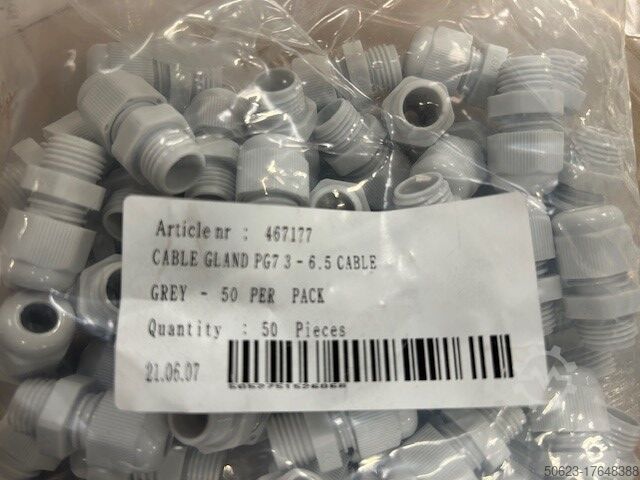 Article nr : 467177
CABLE GLAND PG7 3 - 6.5 CABLE
GREY - 50 PER PACK
Quantity : 50 Pieces
21.06.07
50623-17648388